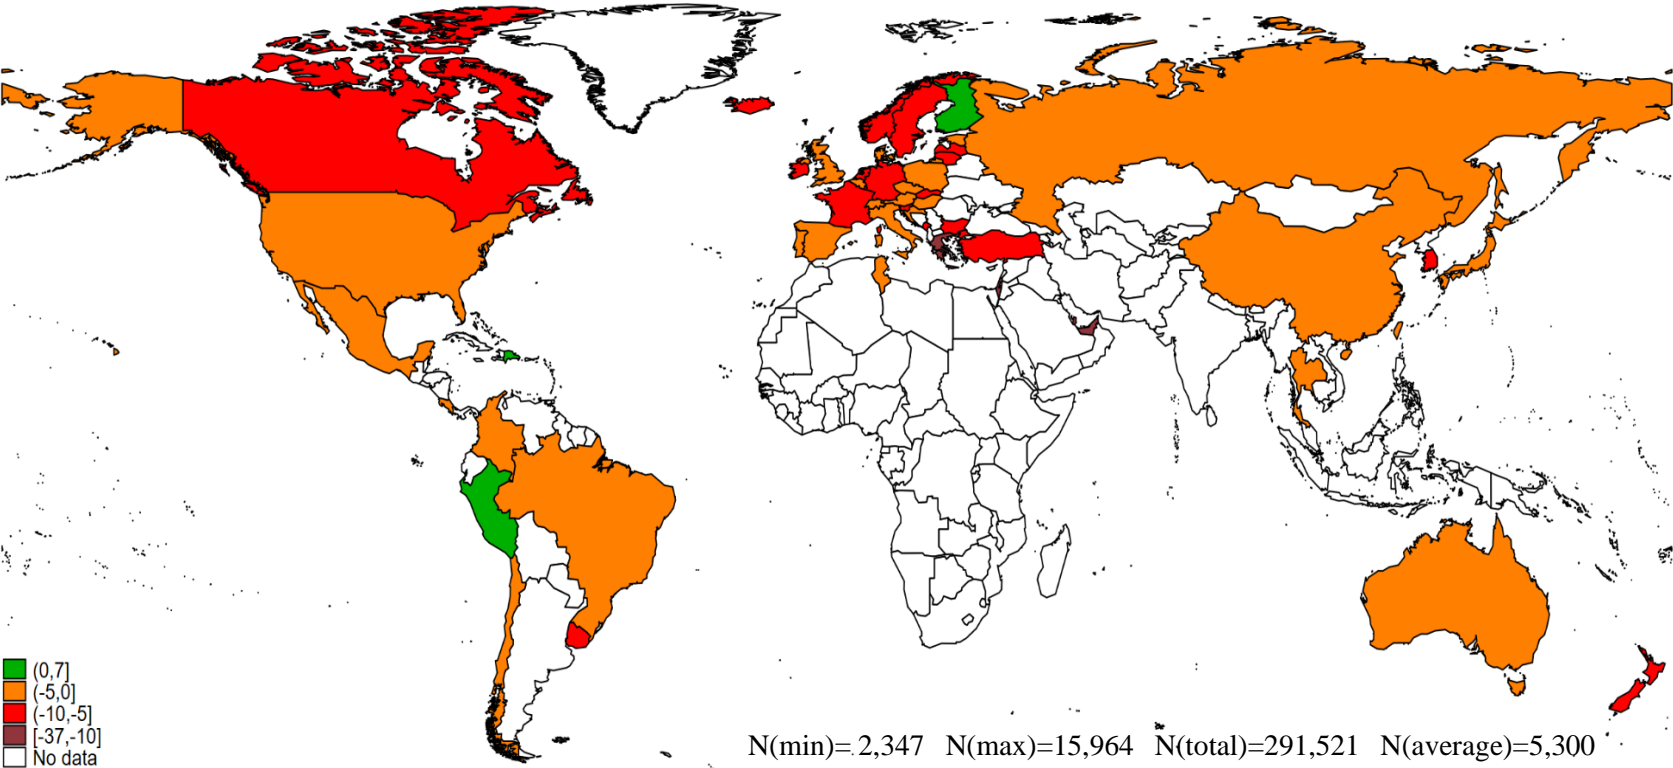 (0,7]
(-5,0]
(-10,-5]
[-37,-10]
No data
N(min)=.2,347 N(max)=15,964 N(total)=291,521 N(average)=5,300